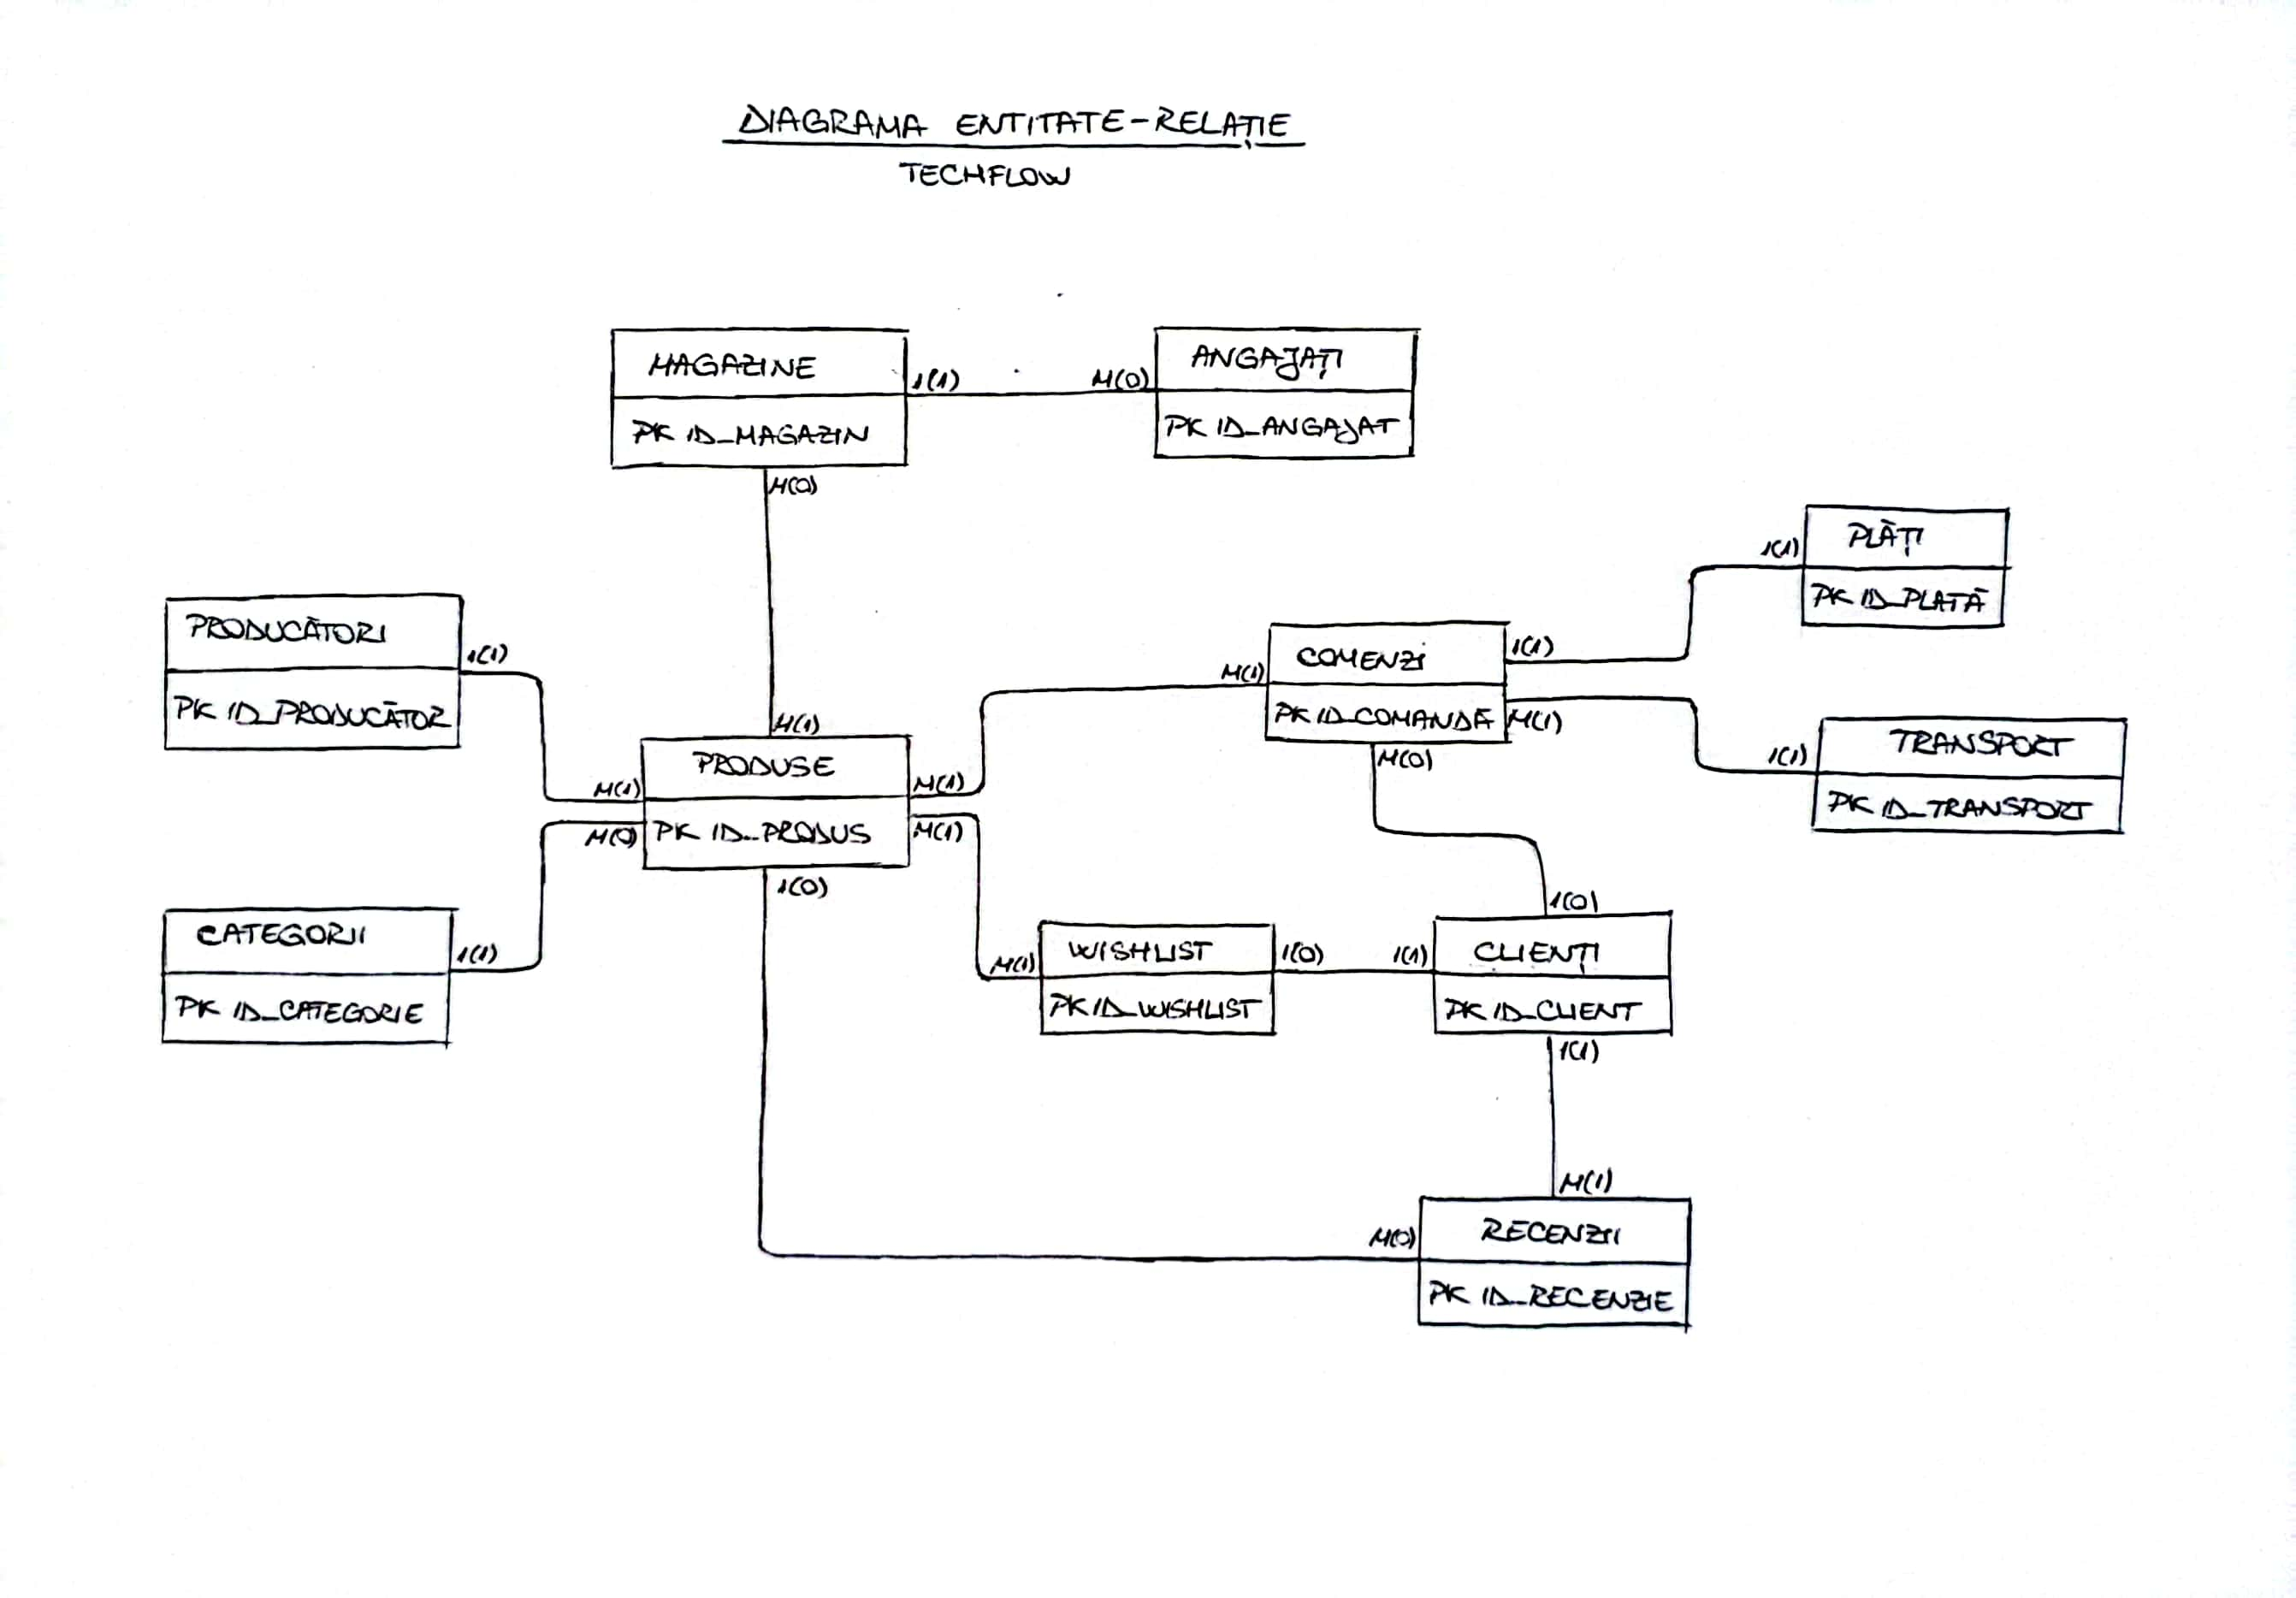 DIAGRAMA ENTITATE-RELAȚIE
TECHFLOW
MAGAZINE
PK ID_MAGAZIN
1(1)
M(0)
ANGAJAȚI
PK ID_ANGAJAT
M(0)
M(1)
PLĂȚI
PK ID_PLATĂ
1(1)
PRODUCĂTORI
PK ID_PRODUCĂTOR
1(1)
M(1)
COMENZI
PK ID_COMANDĂ
M(1)
1(1)
M(1)
M(0)
TRANSPORT
PK ID_TRANSPORT
1(1)
PRODUSE
PK ID_PRODUS
M(0)
M(1)
M(1)
1(0)
CATEGORII
PK ID_CATEGORIE
1(1)
WISHLIST
PK ID_WISHLIST
M(1)
1(0)
1(1)
1(0)
CLIENȚI
PK ID_CLIENT
1(1)
M(1)
M(0)
RECENZII
PK ID_RECENZIE